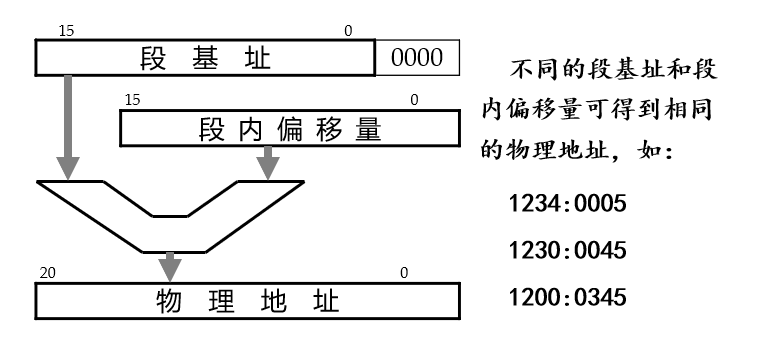 15 0
段 基 址 0000
15 0
段 内 偏 移 量
20 0
物 理 地 址
不同的段基址和段
内偏移量可得到相同
的物理地址，如：
1234:0005
1230:0045
1200:0345